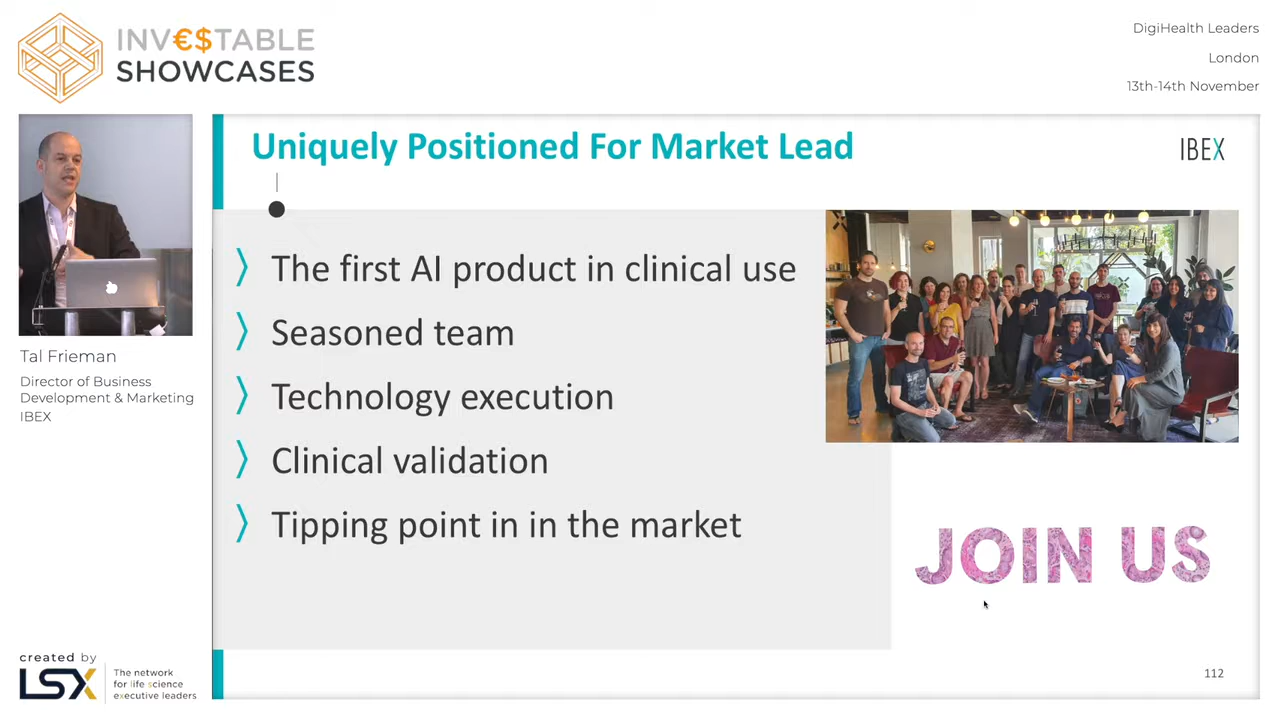 INV€$TABLE
SHOWCASES
DigiHealth Leaders
London
13th-14th November
Tal Frieman
Director of Business
Development & Marketing
IBEX
Uniquely Positioned For Market Lead
IBEX
The first AI product in clinical use
Seasoned team
Technology execution
Clinical validation
Tipping point in in the market
JOIN US
112
created by
LSX
The network
for life science
executive leaders